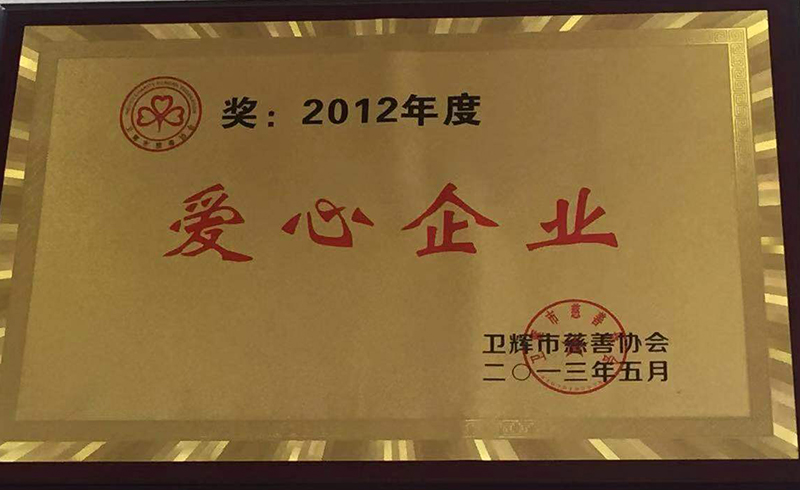 奖：2012年度
爱心企业
卫辉市慈善协会
二〇一三年五月